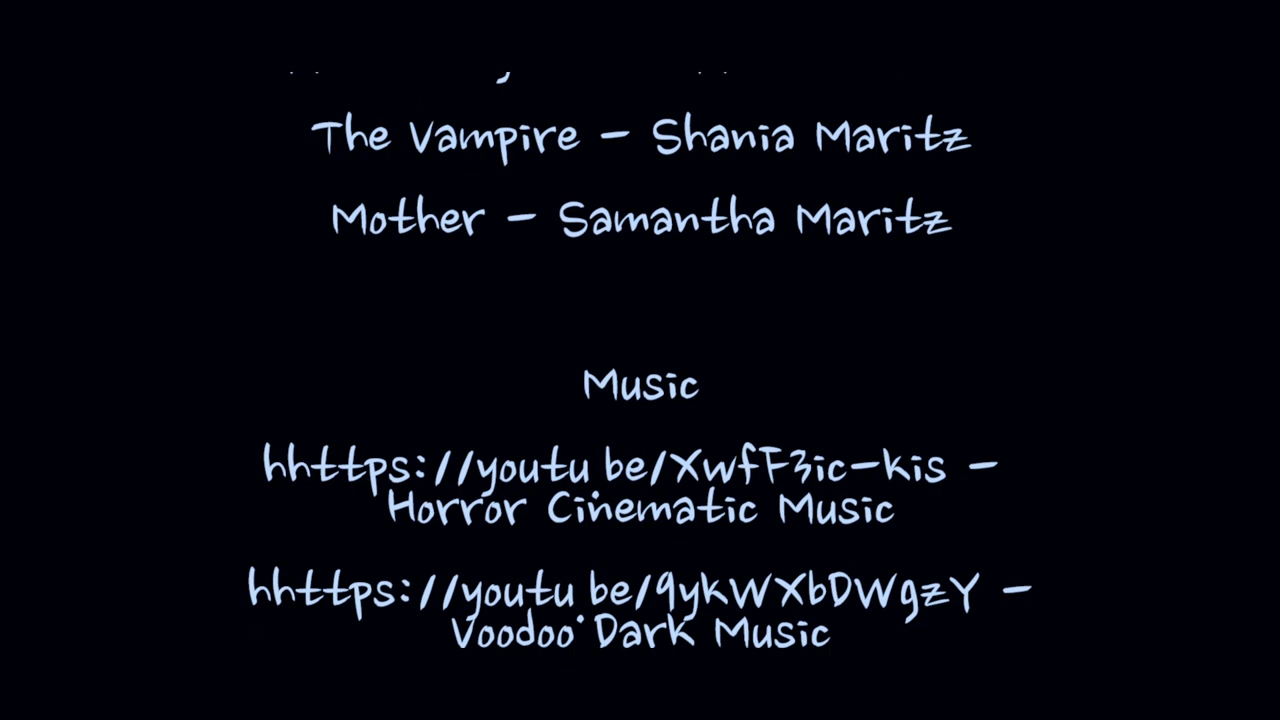 The Vampire - Shania Maritz
Mother - Samantha Maritz
Music
hhttps://youtu.be/XwfF3ic-kis -
Horror Cinematic Music
hhttps://youtu.be/9ykWXbDWgzY -
Voodoo Dark Music